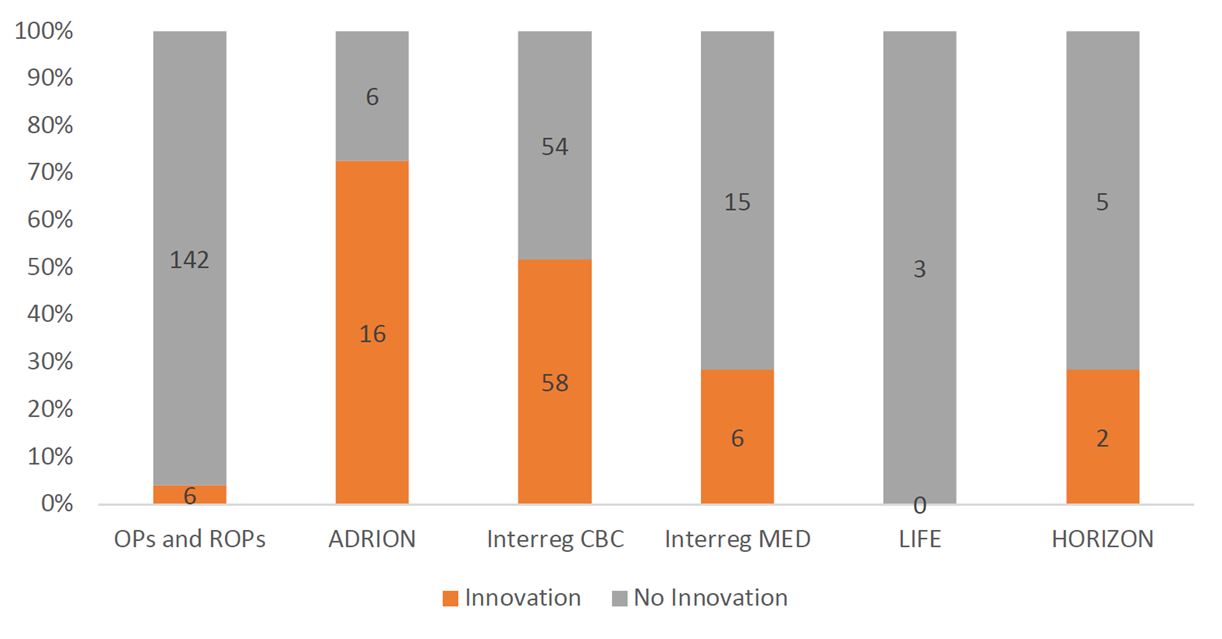 100%
90%
80%
70%
60%
50%
40%
30%
20%
10%
0%
142
6
6
16
54
58
15
6
3
0
5
2
OPs and ROPs
ADRION
Interreg CBC
Interreg MED
LIFE
HORIZON
Innovation
No Innovation